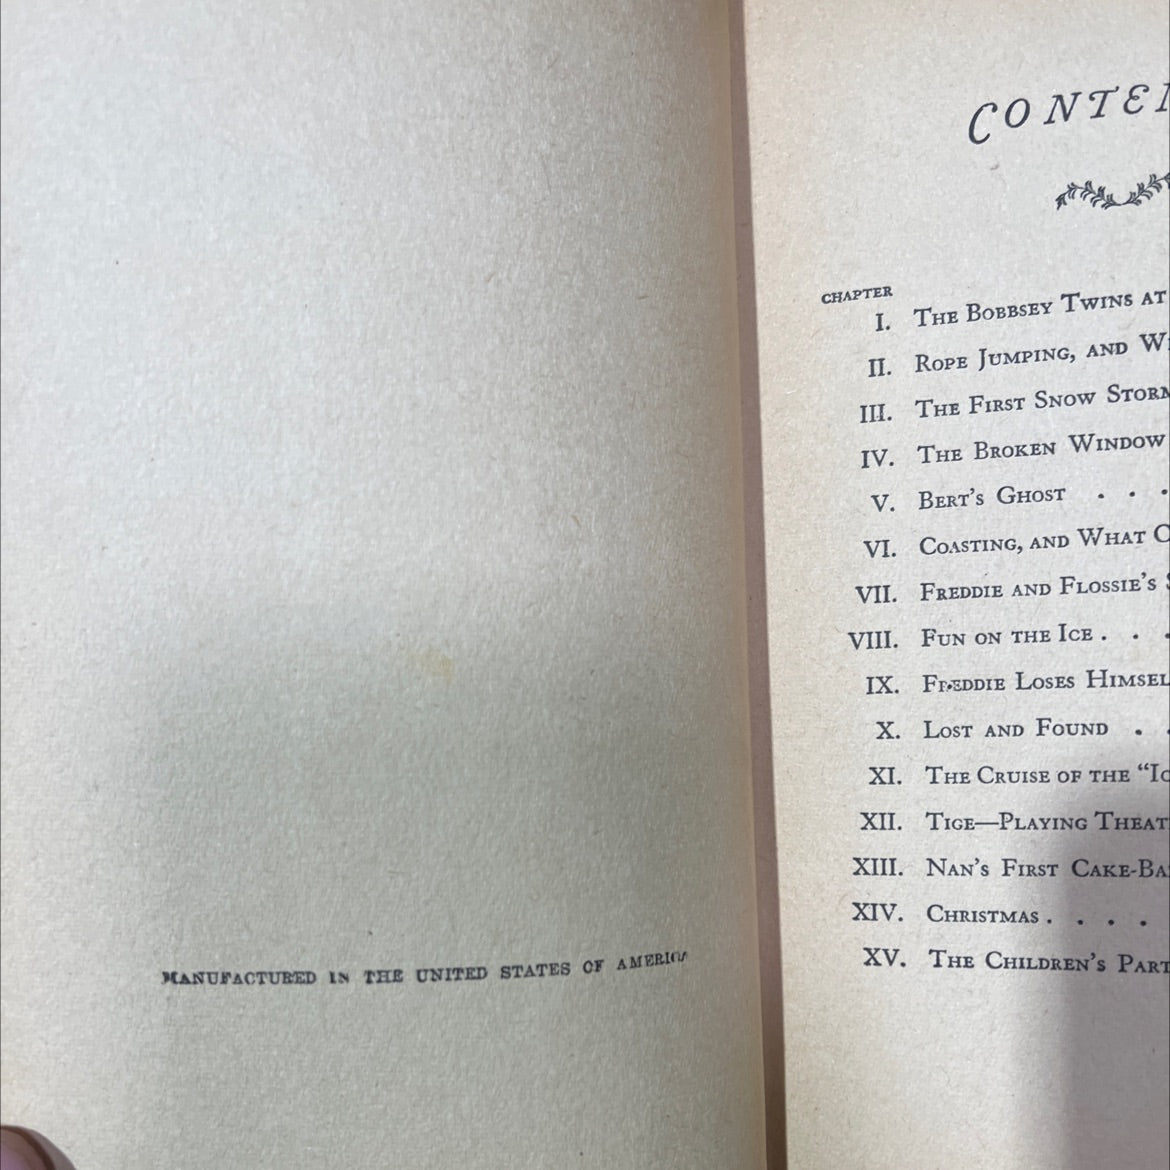 MANUFACTURED IN THE UNITED STATES OF AMERICA
CHAPTER
I. THE BOBBSEY TWINS AT
II. ROPE JUMPING, AND
III. THE FIRST SNOW STORM
IV. THE BROKEN WINDOW
V. BERT'S GHOST . . .
VI. COASTING, AND WHAT
VII. FREDDIE AND FLOSSIE'S
VIII. FUN ON THE ICE . . .
IX. FREDDIE LOSES
X. LOST AND FOUND . .
XI. THE CRUISE OF THE
XII. TIGE—PLAYING
XIII. NAN'S FIRST
XIV. CHRISTMAS . . . .
XV. THE CHILDREN'S